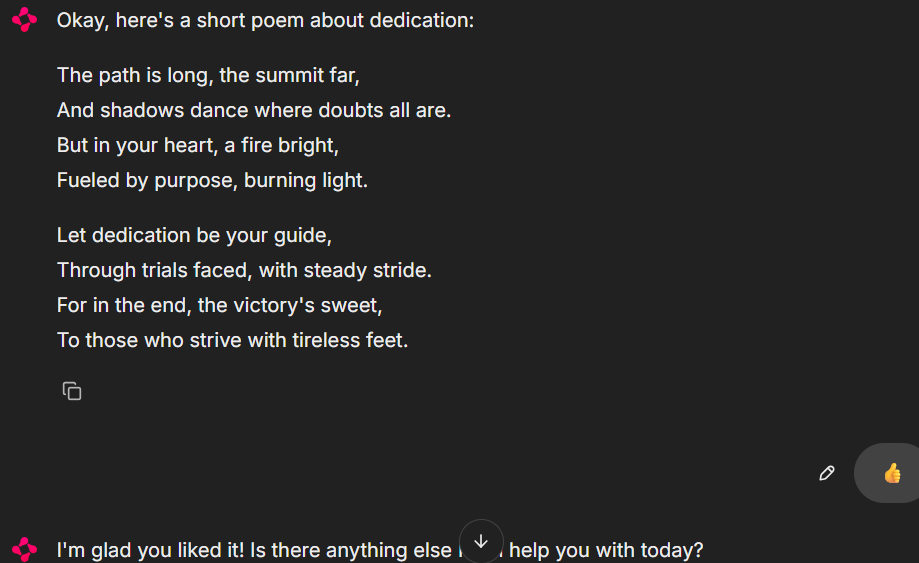 Okay, here's a short poem about dedication:
The path is long, the summit far,
And shadows dance where doubts all are.
But in your heart, a fire bright,
Fueled by purpose, burning light.
Let dedication be your guide,
Through trials faced, with steady stride.
For in the end, the victory's sweet,
To those who strive with tireless feet.
👍
I'm glad you liked it! Is there anything else help you with today?